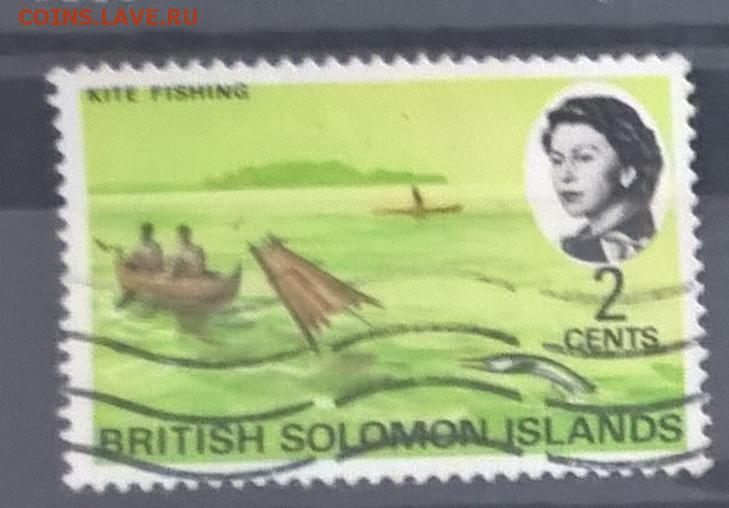 COINS.LAVE.RU
KITE FISHING
2
CENTS
BRITISH SOLOMON ISLANDS